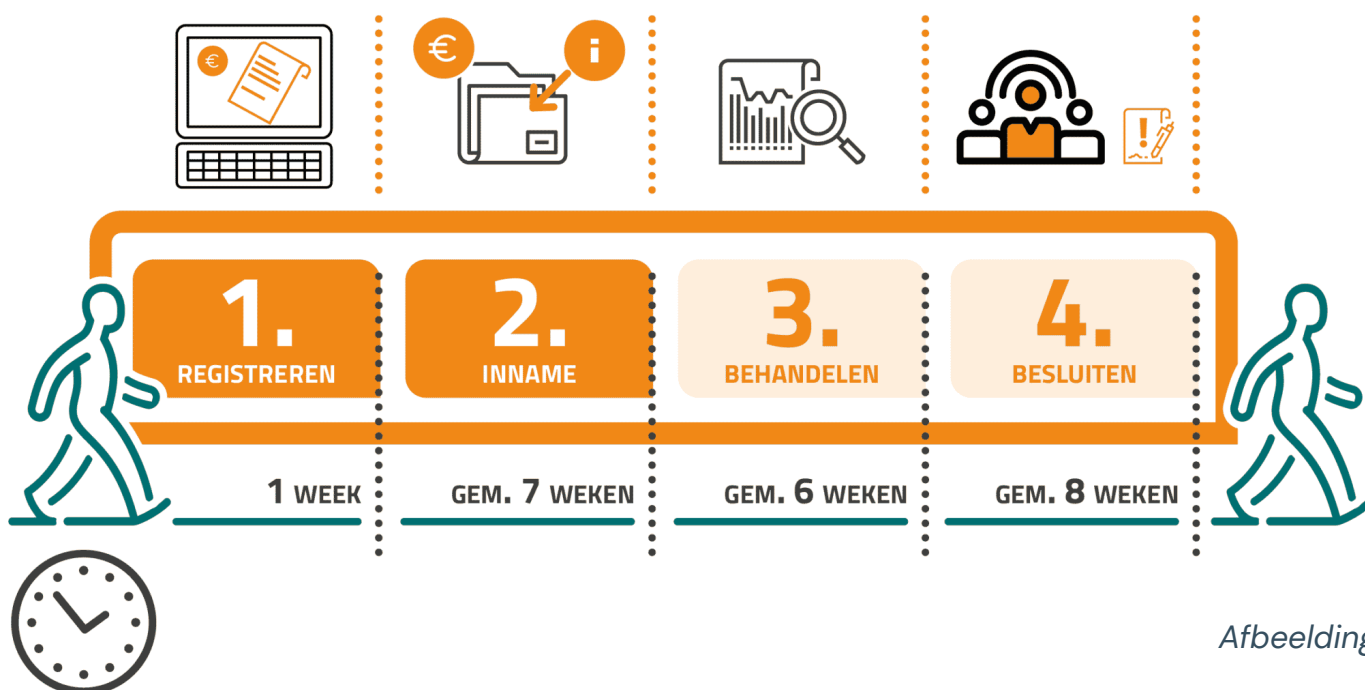 €
€
i
!
1.
REGISTREREN
2.
INNAME
3.
BEHANDELEN
4.
BESLUITEN
1 WEEK
GEM. 7 WEKEN
GEM. 6 WEKEN
GEM. 8 WEKEN
Afbeelding